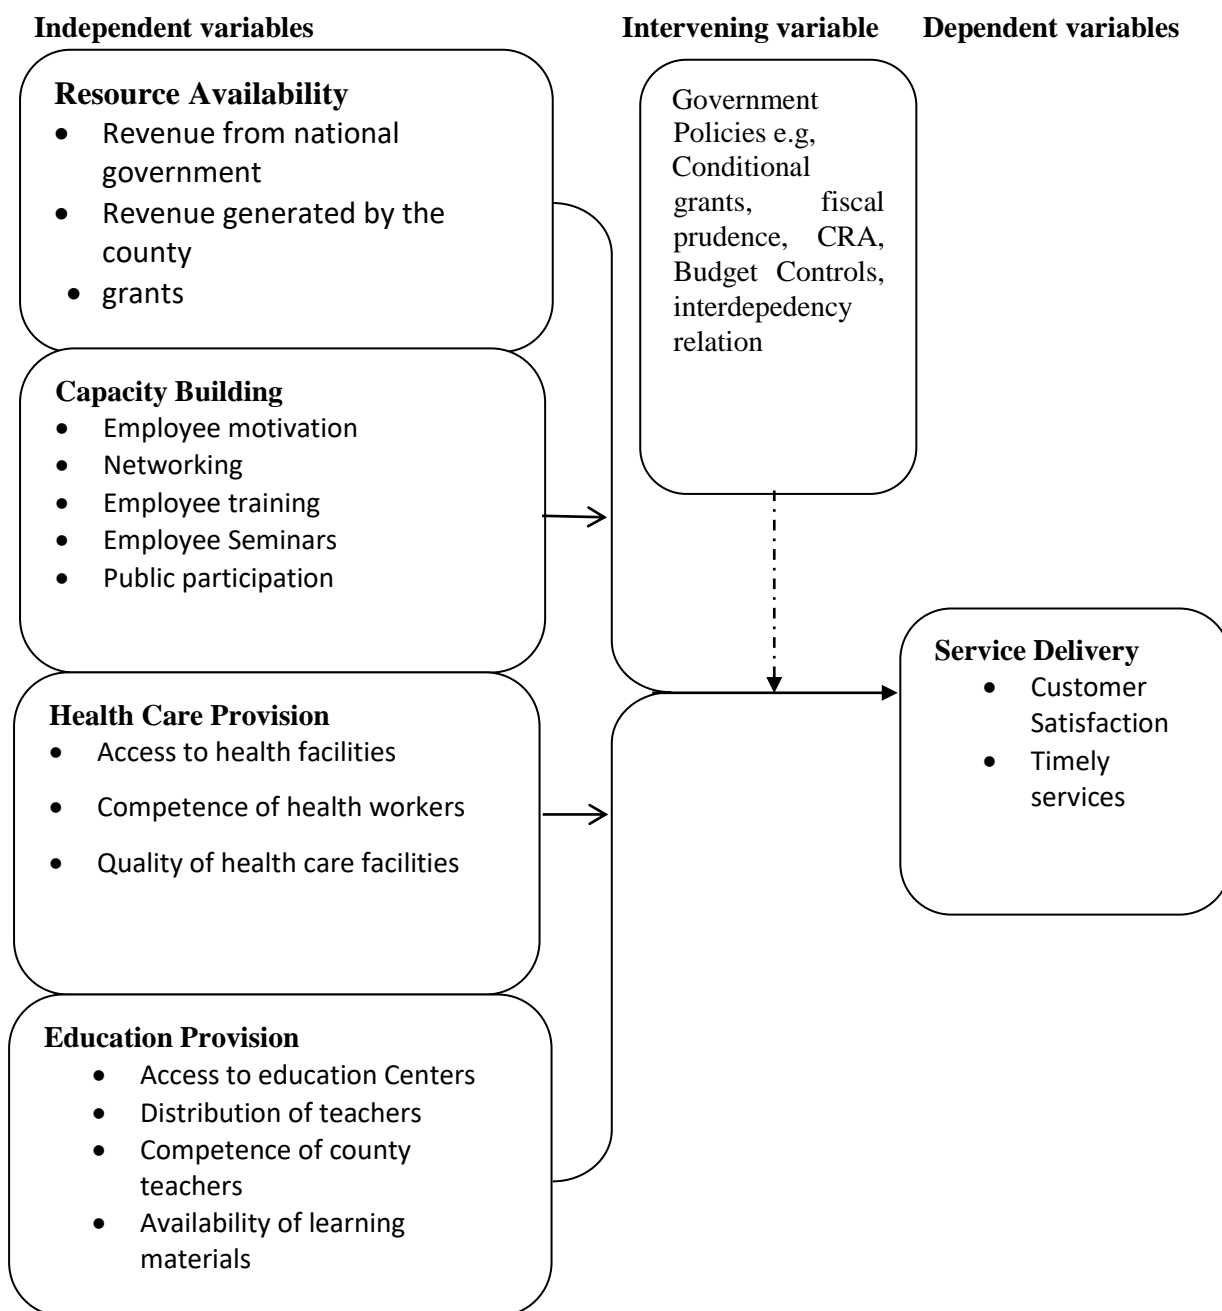 Independent variables
Intervening variable
Dependent variables
Resource Availability
• Revenue from national
government
• Revenue generated by the
county
• grants
Capacity Building
• Employee motivation
• Networking
• Employee training
• Employee Seminars
• Public participation
Health Care Provision
• Access to health facilities
• Competence of health workers
• Quality of health care facilities
Education Provision
• Access to education Centers
• Distribution of teachers
• Competence of county
teachers
• Availability of learning
materials
Government
Policies e.g,
Conditional
grants, fiscal
prudence, CRA,
Budget Controls,
interdepedency
relation
Service Delivery
• Customer
Satisfaction
• Timely
services